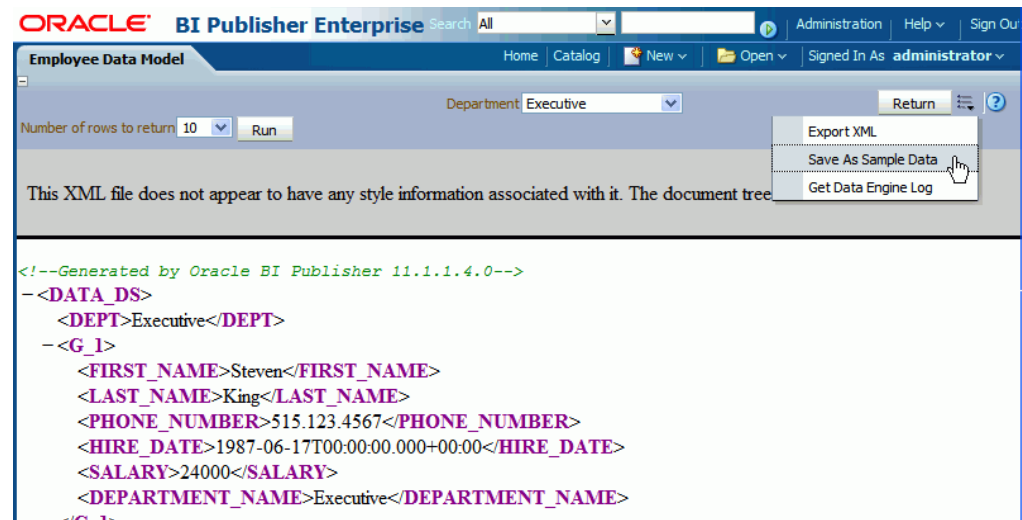 ORACLE BI Publisher Enterprise Search All Administration Help Sign Ou
Employee Data Model Home Catalog New Open Signed In As administrator
Department Executive Return
Number of rows to return 10 Run
Export XML
Save As Sample Data
Get Data Engine Log
This XML file does not appear to have any style information associated with it. The document tree
<!--Generated by Oracle BI Publisher 11.1.1.4.0-->
−<DATA_DS>
<DEPT>Executive</DEPT>
−<G_1>
<FIRST_NAME>Steven</FIRST_NAME>
<LAST_NAME>King</LAST_NAME>
<PHONE_NUMBER>515.123.4567</PHONE_NUMBER>
<HIRE_DATE>1987-06-17T00:00:00.000+00:00</HIRE_DATE>
<SALARY>24000</SALARY>
<DEPARTMENT_NAME>Executive</DEPARTMENT_NAME>
</G_1>